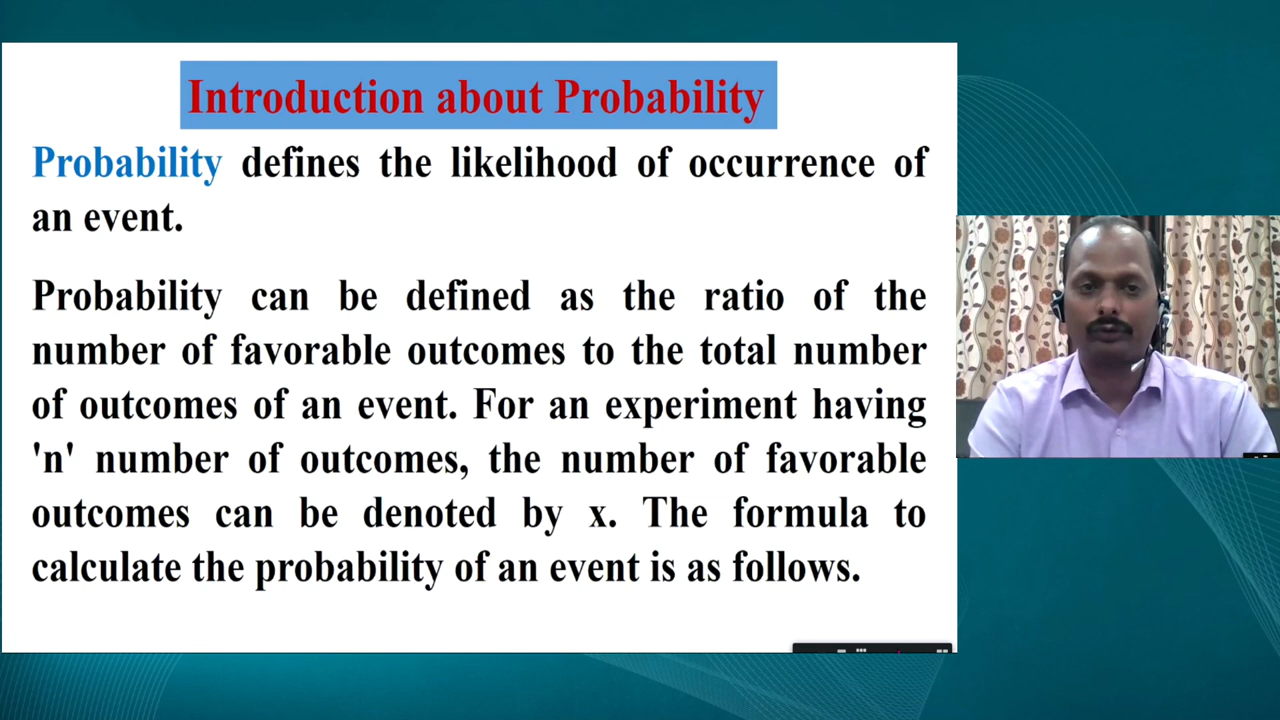 Introduction about Probability
Probability defines the likelihood of occurrence of
an event.
Probability can be defined as the ratio of the
number of favorable outcomes to the total number
of outcomes of an event. For an experiment having
'n' number of outcomes, the number of favorable
outcomes can be denoted by x. The formula to
calculate the probability of an event is as follows.